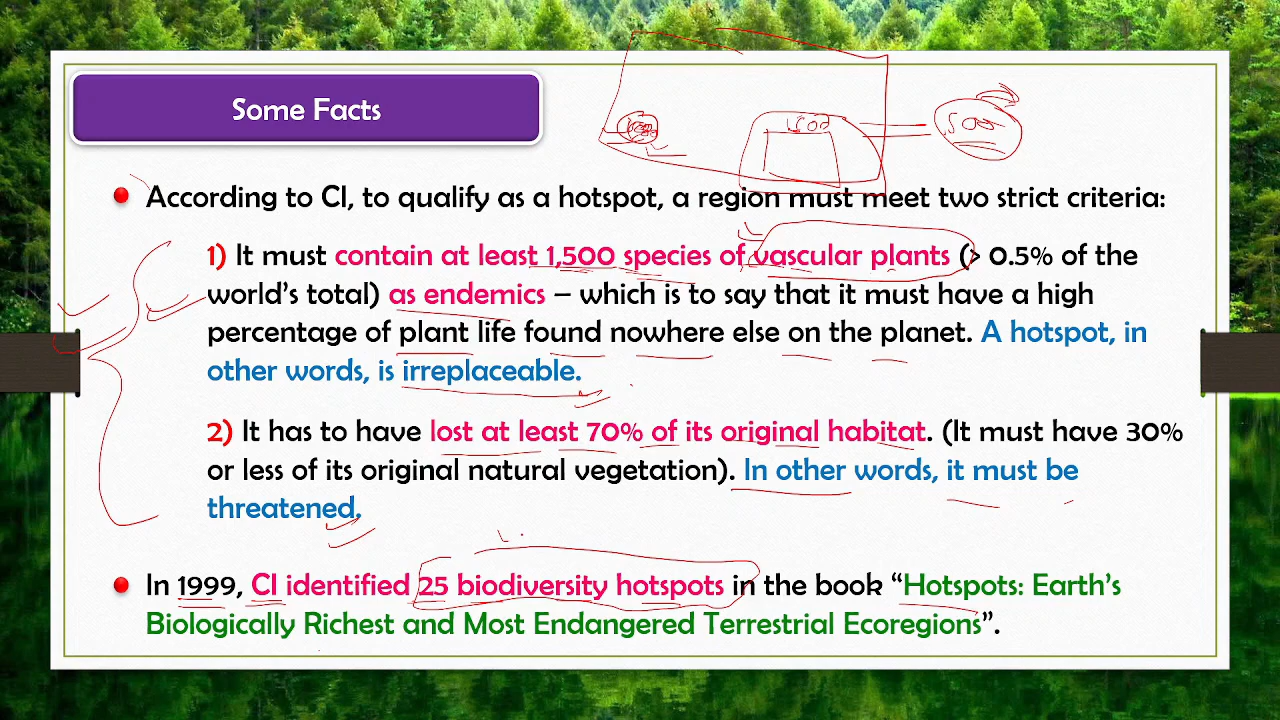 Some Facts
1500
500
According to CI, to qualify as a hotspot, a region must meet two strict criteria:
1) It must contain at least 1,500 species of vascular plants (> 0.5% of the
world's total) as endemics – which is to say that it must have a high
percentage of plant life found nowhere else on the planet. A hotspot, in
other words, is irreplaceable.
2) It has to have lost at least 70% of its original habitat. (It must have 30%
or less of its original natural vegetation). In other words, it must be
threatened.
In 1999, CI identified 25 biodiversity hotspots in the book “Hotspots: Earth's
Biologically Richest and Most Endangered Terrestrial Ecoregions”.